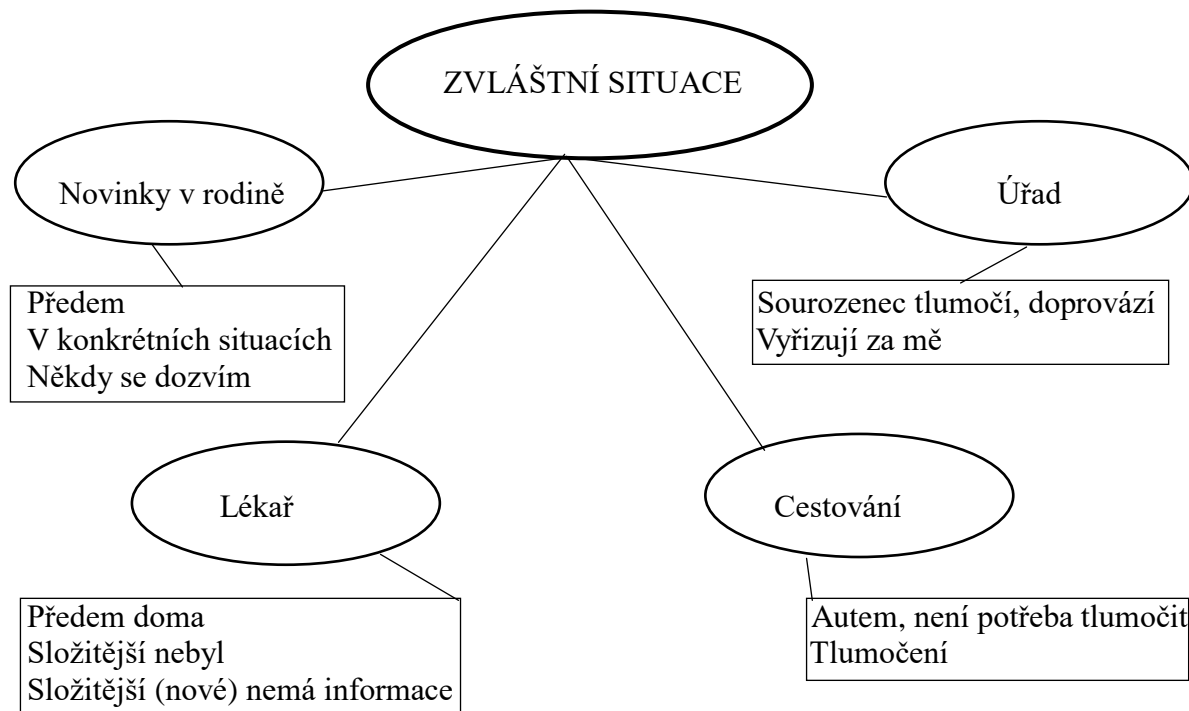 ZVLÁŠTNÍ SITUACE
Novinky v rodině
Úřad
Předem
V konkrétních situacích
Někdy se dozvím
Sourozenec tlumočí, doprovází
Vyřizují za mě
Lékař
Cestování
Předem doma
Složitější nebyl
Složitější (nové) nemá informace
Autem, není potřeba tlumočit
Tlumočení